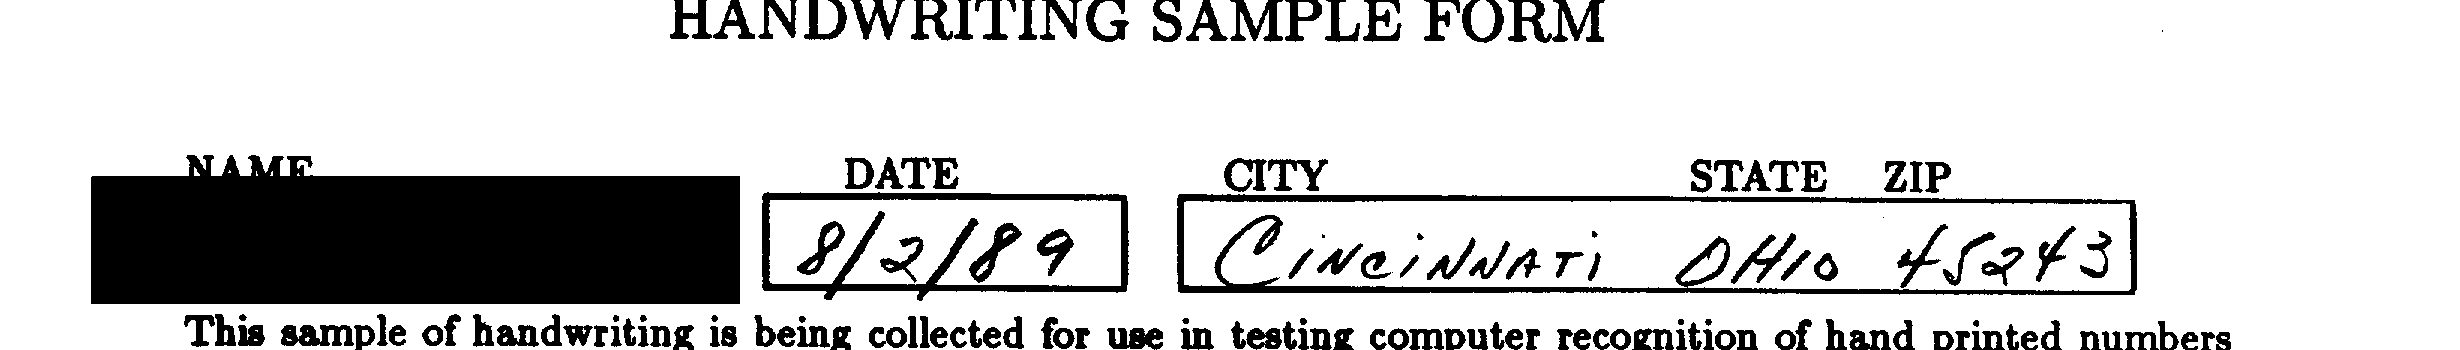 HANDWRITING SAMPLE FORM
NAME DATE CITY STATE ZIP
8/2/89 CINCiNNATi OHIO 45243
This sample of handwriting is being collected for use in testing computer recognition of hand printed numbers